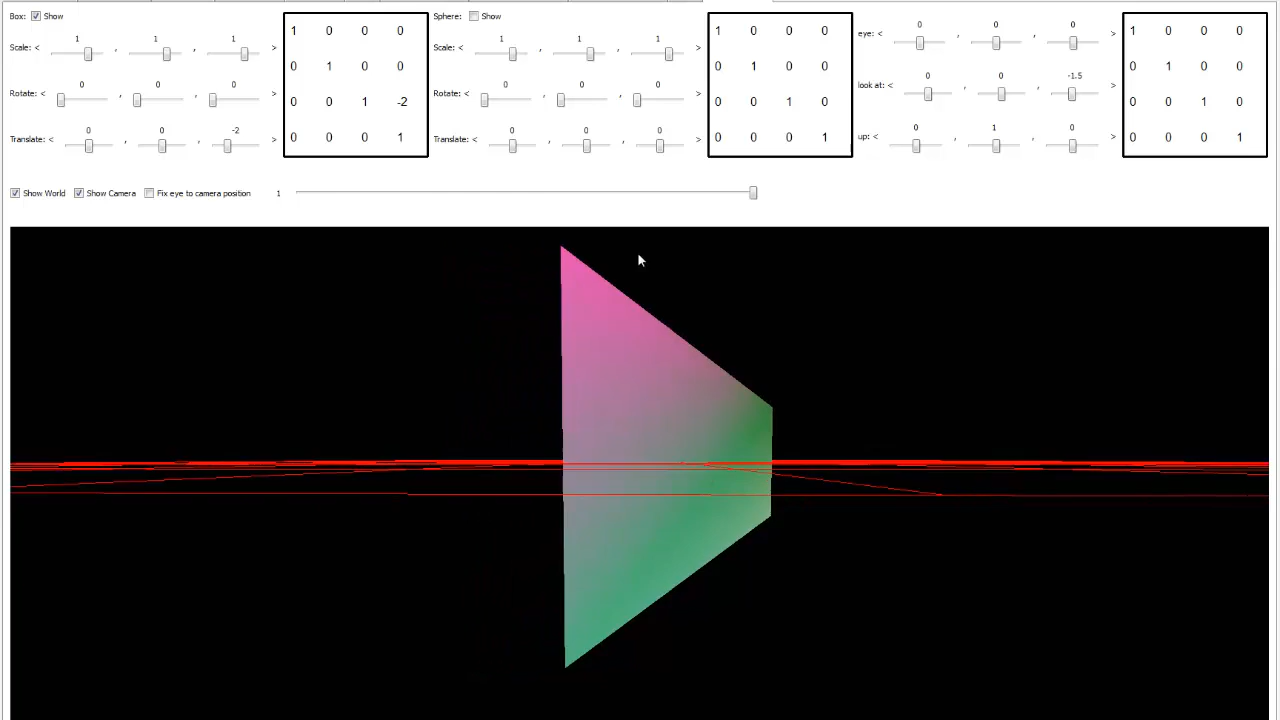 Box: Show
Scale: < 1 , 1 , 1 >
Rotate: < 0 , 0 , 0 >
Translate: < 0 , 0 , -2 >
1 0 0 0
0 1 0 0
0 0 1 -2
0 0 0 1
Sphere: Show
Scale: < 1 , 1 , 1 >
Rotate: < 0 , 0 , 0 >
Translate: < 0 , 0 , 0 >
1 0 0 0
0 1 0 0
0 0 1 0
0 0 0 1
eye: < 0 , 0 , 0 >
look at: < 0 , 0 , -1.5 >
up: < 0 , 1 , 0 >
1 0 0 0
0 1 0 0
0 0 1 0
0 0 0 1
Show World Show Camera Fix eye to camera position 1